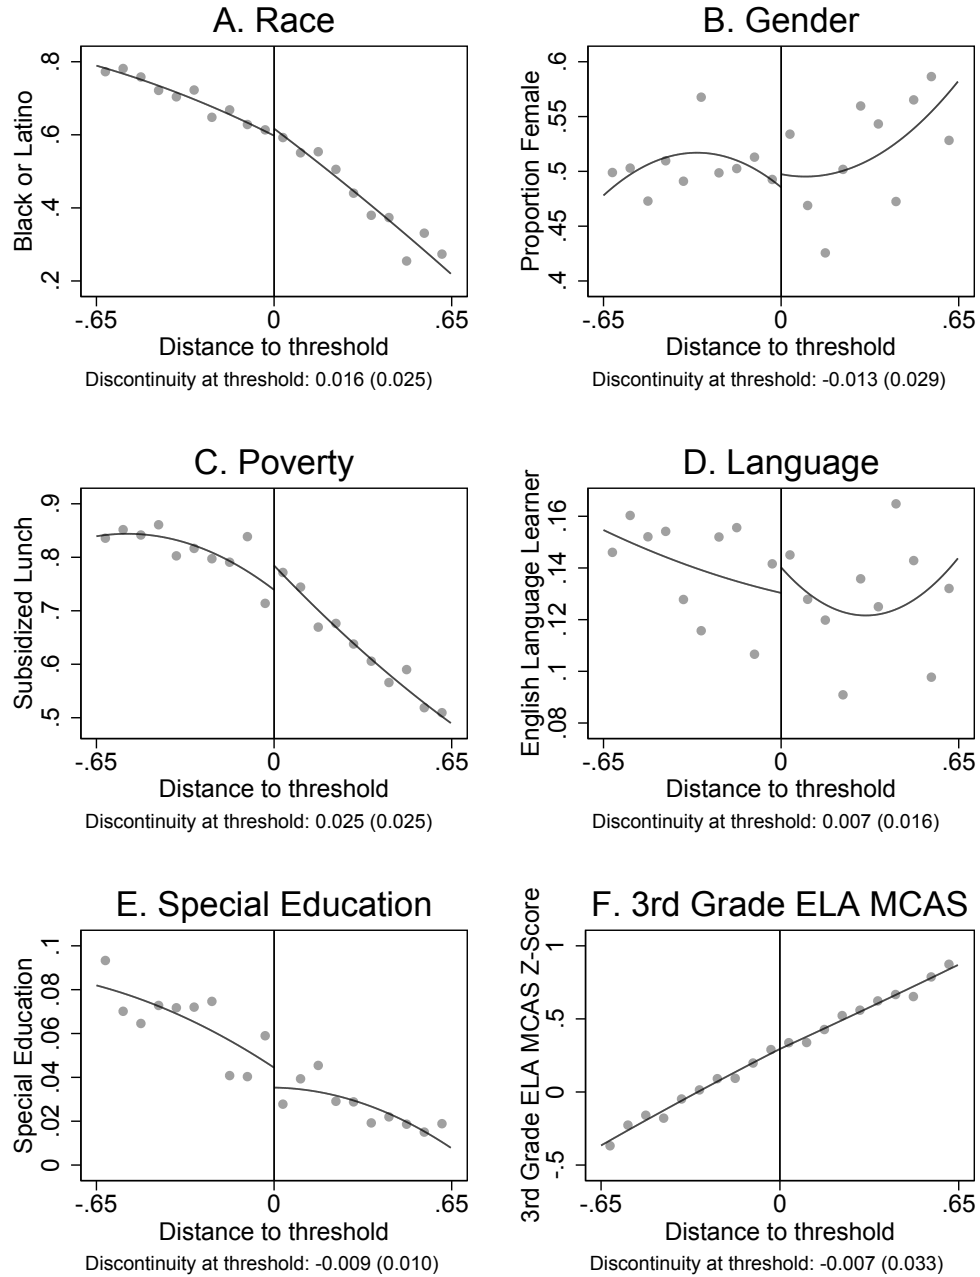 A. Race
Black or Latino
.8
.6
.4
.2
-.65 0 .65
Distance to threshold
Discontinuity at threshold: 0.016 (0.025)
B. Gender
Proportion Female
.6
.55
.5
.45
.4
-.65 0 .65
Distance to threshold
Discontinuity at threshold: -0.013 (0.029)
C. Poverty
Subsidized Lunch
.9
.8
.7
.6
.5
-.65 0 .65
Distance to threshold
Discontinuity at threshold: 0.025 (0.025)
D. Language
English Language Learner
.16
.14
.12
.1
.08
-.65 0 .65
Distance to threshold
Discontinuity at threshold: 0.007 (0.016)
E. Special Education
Special Education
.1
.08
.06
.04
.02
0
-.65 0 .65
Distance to threshold
Discontinuity at threshold: -0.009 (0.010)
F. 3rd Grade ELA MCAS
3rd Grade ELA MCAS Z-Score
1
.5
0
-.5
-.65 0 .65
Distance to threshold
Discontinuity at threshold: -0.007 (0.033)